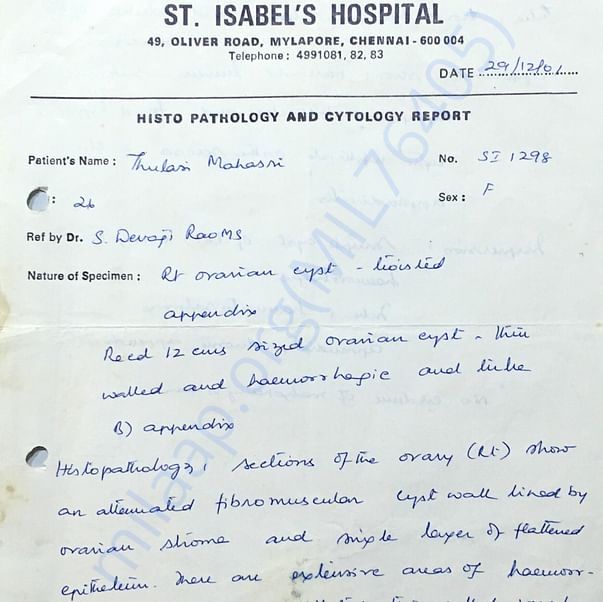 ST. ISABEL'S HOSPITAL
49, OLIVER ROAD, MYLAPORE, CHENNAI - 600 004
Telephone : 4991081, 82, 83
DATE 29/12/01
HISTO PATHOLOGY AND CYTOLOGY REPORT
Patient's Name : Thulasi Mahasri
No. SI 1298
: 26
Sex : F
Ref by Dr. S. Devaji Rao MS
Nature of Specimen : Rt ovarian cyst - twisted
appendix
Recd 12 cms sized ovarian cyst - thin
walled and haemorrhagic and tube
B) appendix
Histopathology: sections of the ovary (Rt) show
an attenuated fibromuscular cyst wall lined by
ovarian stroma and single layer of flattened
epithelium. There are extensive areas of haemor-
milaap.org(MIL76405)